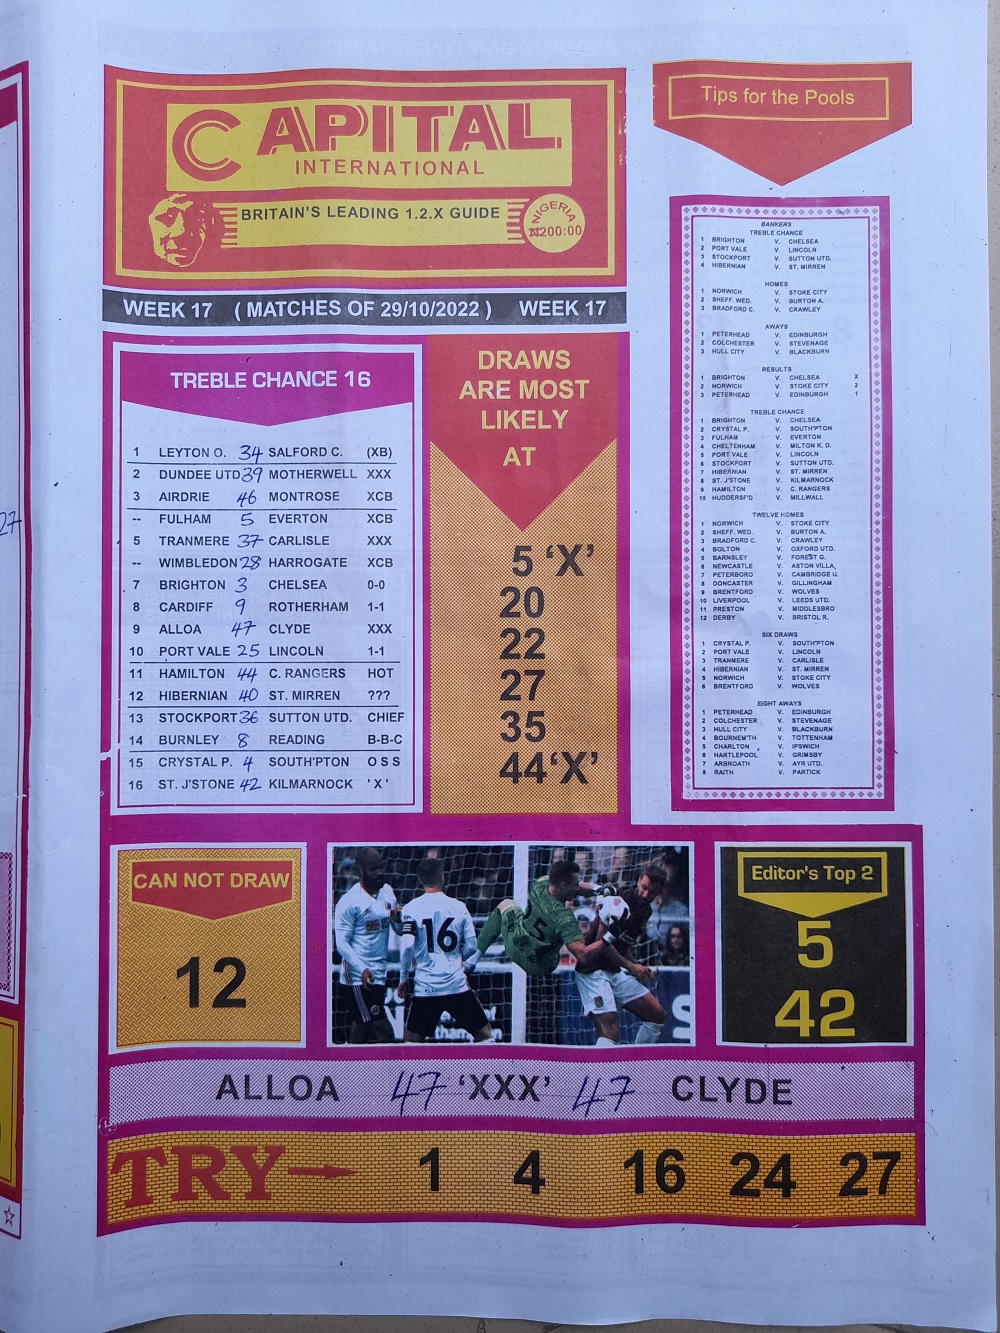 CAPITAL
INTERNATIONAL
BRITAIN'S LEADING 1.2.X GUIDE
NIGERIA
₦200:00
WEEK 17 ( MATCHES OF 29/10/2022 ) WEEK 17
TREBLE CHANCE 16
1 LEYTON O. 34 SALFORD C. (XB)
2 DUNDEE UTD 39 MOTHERWELL XXX
3 AIRDRIE 46 MONTROSE XCB
-- FULHAM 5 EVERTON XCB
5 TRANMERE 37 CARLISLE XXX
-- WIMBLEDON 28 HARROGATE XCB
7 BRIGHTON 3 CHELSEA 0-0
8 CARDIFF 9 ROTHERHAM 1-1
9 ALLOA 47 CLYDE XXX
10 PORT VALE 25 LINCOLN 1-1
11 HAMILTON 44 C. RANGERS HOT
12 HIBERNIAN 40 ST. MIRREN ???
13 STOCKPORT 36 SUTTON UTD. CHIEF
14 BURNLEY 8 READING B-B-C
15 CRYSTAL P. 4 SOUTH'PTON O S S
16 ST. J'STONE 42 KILMARNOCK 'X'
27
DRAWS
ARE MOST
LIKELY
AT
5 'X'
20
22
27
35
44 'X'
Tips for the Pools
BANKERS
TREBLE CHANCE
1 BRIGHTON V. CHELSEA
2 PORT VALE V. LINCOLN
3 STOCKPORT V. SUTTON UTD.
4 HIBERNIAN V. ST. MIRREN
HOMES
1 NORWICH V. STOKE CITY
2 SHEFF. WED. V. BURTON A.
3 BRADFORD C. V. CRAWLEY
AWAYS
1 PETERHEAD V. EDINBURGH
2 COLCHESTER V. STEVENAGE
3 HULL CITY V. BLACKBURN
RESULTS
1 BRIGHTON V. CHELSEA X
2 NORWICH V. STOKE CITY 2
3 PETERHEAD V. EDINBURGH 1
TREBLE CHANCE
1 BRIGHTON V. CHELSEA
2 CRYSTAL P. V. SOUTH'PTON
3 FULHAM V. EVERTON
4 CHELTENHAM V. MILTON K. D.
5 PORT VALE V. LINCOLN
6 STOCKPORT V. SUTTON UTD.
7 HIBERNIAN V. ST. MIRREN
8 ST. J'STONE V. KILMARNOCK
9 HAMILTON V. C. RANGERS
10 HUDDERSF'D V. MILLWALL
TWELVE HOMES
1 NORWICH V. STOKE CITY
2 SHEFF. WED. V. BURTON A.
3 BRADFORD C. V. CRAWLEY
4 BOLTON V. OXFORD UTD.
5 BARNSLEY V. FOREST G.
6 NEWCASTLE V. ASTON VILLA
7 PETERBORO V. CAMBRIDGE U.
8 DONCASTER V. GILLINGHAM
9 BRENTFORD V. WOLVES
10 LIVERPOOL V. LEEDS UTD.
11 PRESTON V. MIDDLESBRO
12 DERBY V. BRISTOL R.
SIX DRAWS
1 CRYSTAL P. V. SOUTH'PTON
2 PORT VALE V. LINCOLN
3 TRANMERE V. CARLISLE
4 HIBERNIAN V. ST. MIRREN
5 NORWICH V. STOKE CITY
6 BRENTFORD V. WOLVES
EIGHT AWAYS
1 PETERHEAD V. EDINBURGH
2 COLCHESTER V. STEVENAGE
3 HULL CITY V. BLACKBURN
4 BOURNEM'TH V. TOTTENHAM
5 CHARLTON V. IPSWICH
6 HARTLEPOOL V. GRIMSBY
7 ARBROATH V. AYR UTD.
8 RAITH V. PARTICK
CAN NOT DRAW
12
16
5
Editor's Top 2
5
42
ALLOA 47 'XXX' 47 CLYDE
TRY 1 4 16 24 27